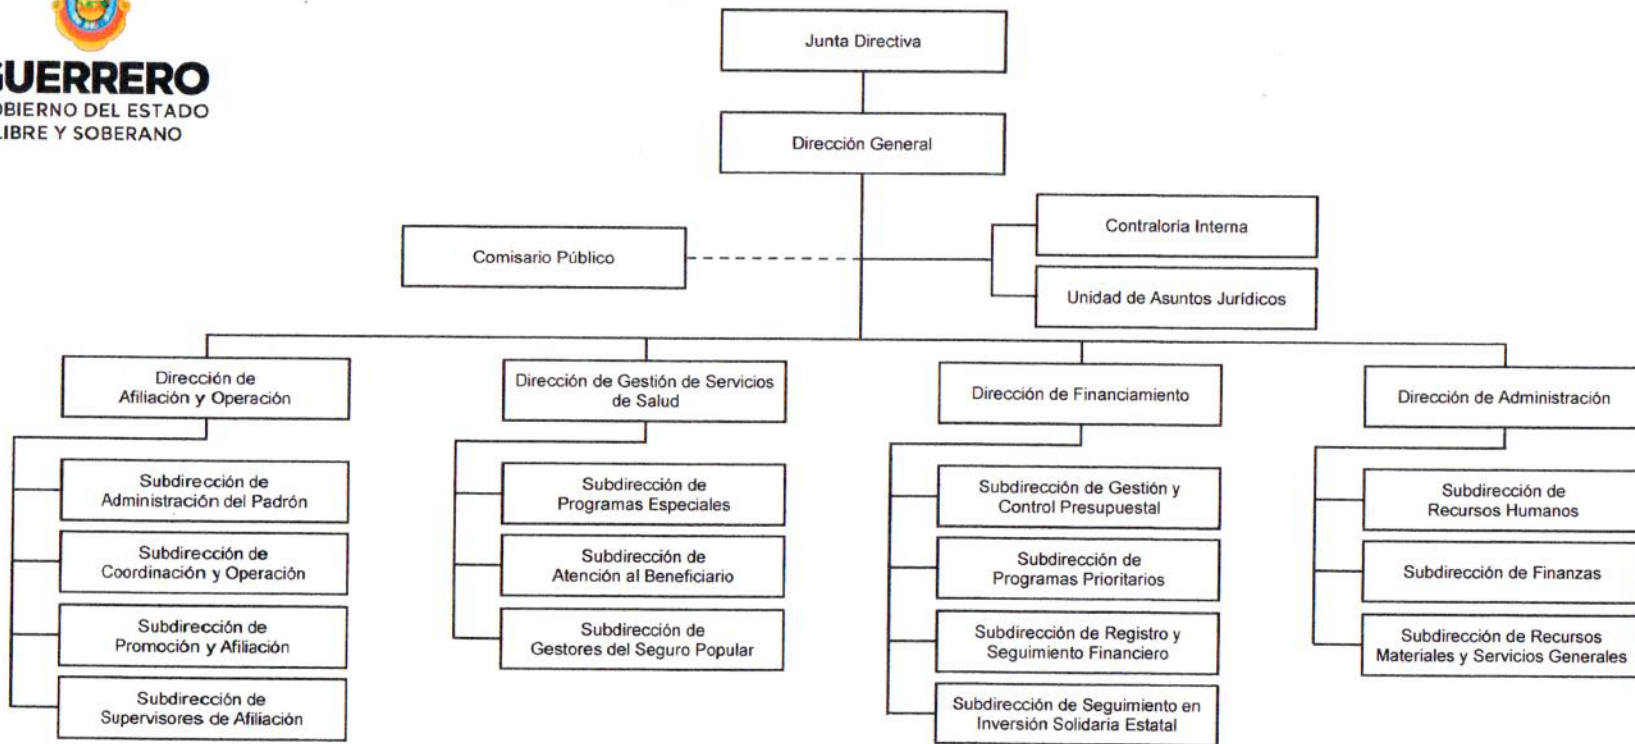 GUERRERO
GOBIERNO DEL ESTADO
LIBRE Y SOBERANO
Junta Directiva
Dirección General
Contraloría Interna
Comisario Público
Unidad de Asuntos Jurídicos
Dirección de
Afiliación y Operación
Dirección de Gestión de Servicios
de Salud
Dirección de Financiamiento
Dirección de Administración
Subdirección de
Administración del Padrón
Subdirección de
Coordinación y Operación
Subdirección de
Promoción y Afiliación
Subdirección de
Supervisores de Afiliación
Subdirección de
Programas Especiales
Subdirección de
Atención al Beneficiario
Subdirección de
Gestores del Seguro Popular
Subdirección de Gestión y
Control Presupuestal
Subdirección de
Programas Prioritarios
Subdirección de Registro y
Seguimiento Financiero
Subdirección de Seguimiento en
Inversión Solidaria Estatal
Subdirección de
Recursos Humanos
Subdirección de Finanzas
Subdirección de Recursos
Materiales y Servicios Generales